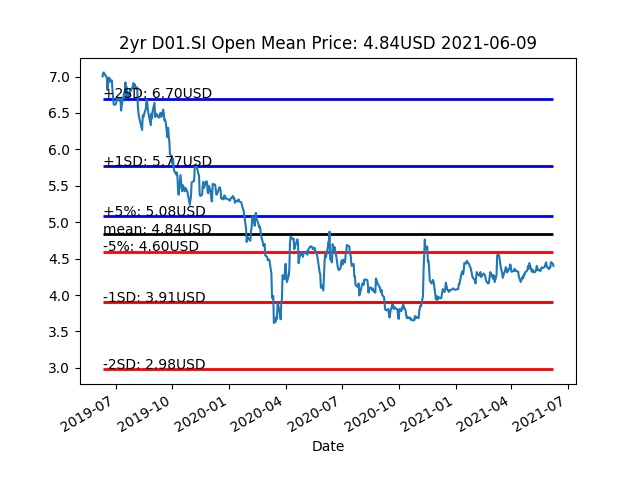 2yr D01.SI Open Mean Price: 4.84USD 2021-06-09
7.0
+2SD: 6.70USD
6.5
6.0
+1SD: 5.77USD
5.5
+5%: 5.08USD
5.0
mean: 4.84USD
-5%: 4.60USD
4.5
4.0
-1SD: 3.91USD
3.5
3.0
-2SD: 2.98USD
2019-07
2019-10
2020-01
2020-04
2020-07
2020-10
2021-01
2021-04
2021-07
Date